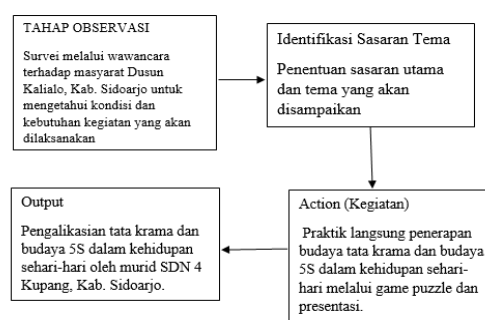 TAHAP OBSERVASI
Survei melalui wawancara
terhadap masyarat Dusun
Kalialo, Kab. Sidoarjo untuk
mengetahui kondisi dan
kebutuhan kegiatan yang akan
dilaksanakan
Identifikasi Sasaran Tema
Penentuan sasaran utama
dan tema yang akan
disampaikan
Action (Kegiatan)
Praktik langsung penerapan
budaya tata krama dan budaya
5S dalam kehidupan sehari-
hari melalui game puzzle dan
presentasi.
Output
Pengalikasian tata krama dan
budaya 5S dalam kehidupan
sehari-hari oleh murid SDN 4
Kupang, Kab. Sidoarjo.